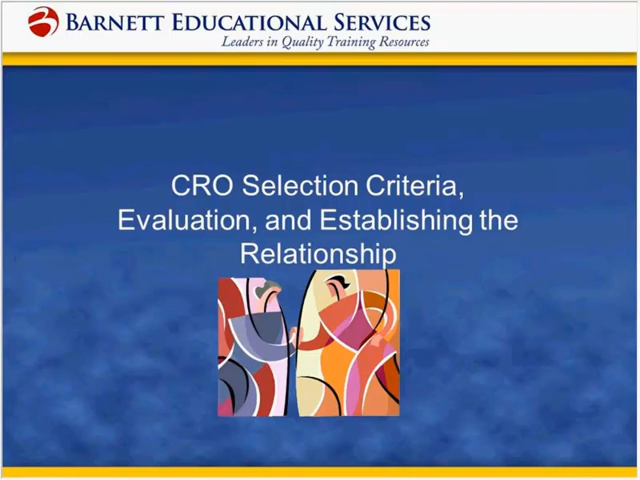 BARNETT EDUCATIONAL SERVICES
Leaders in Quality Training Resources
CRO Selection Criteria,
Evaluation, and Establishing the
Relationship